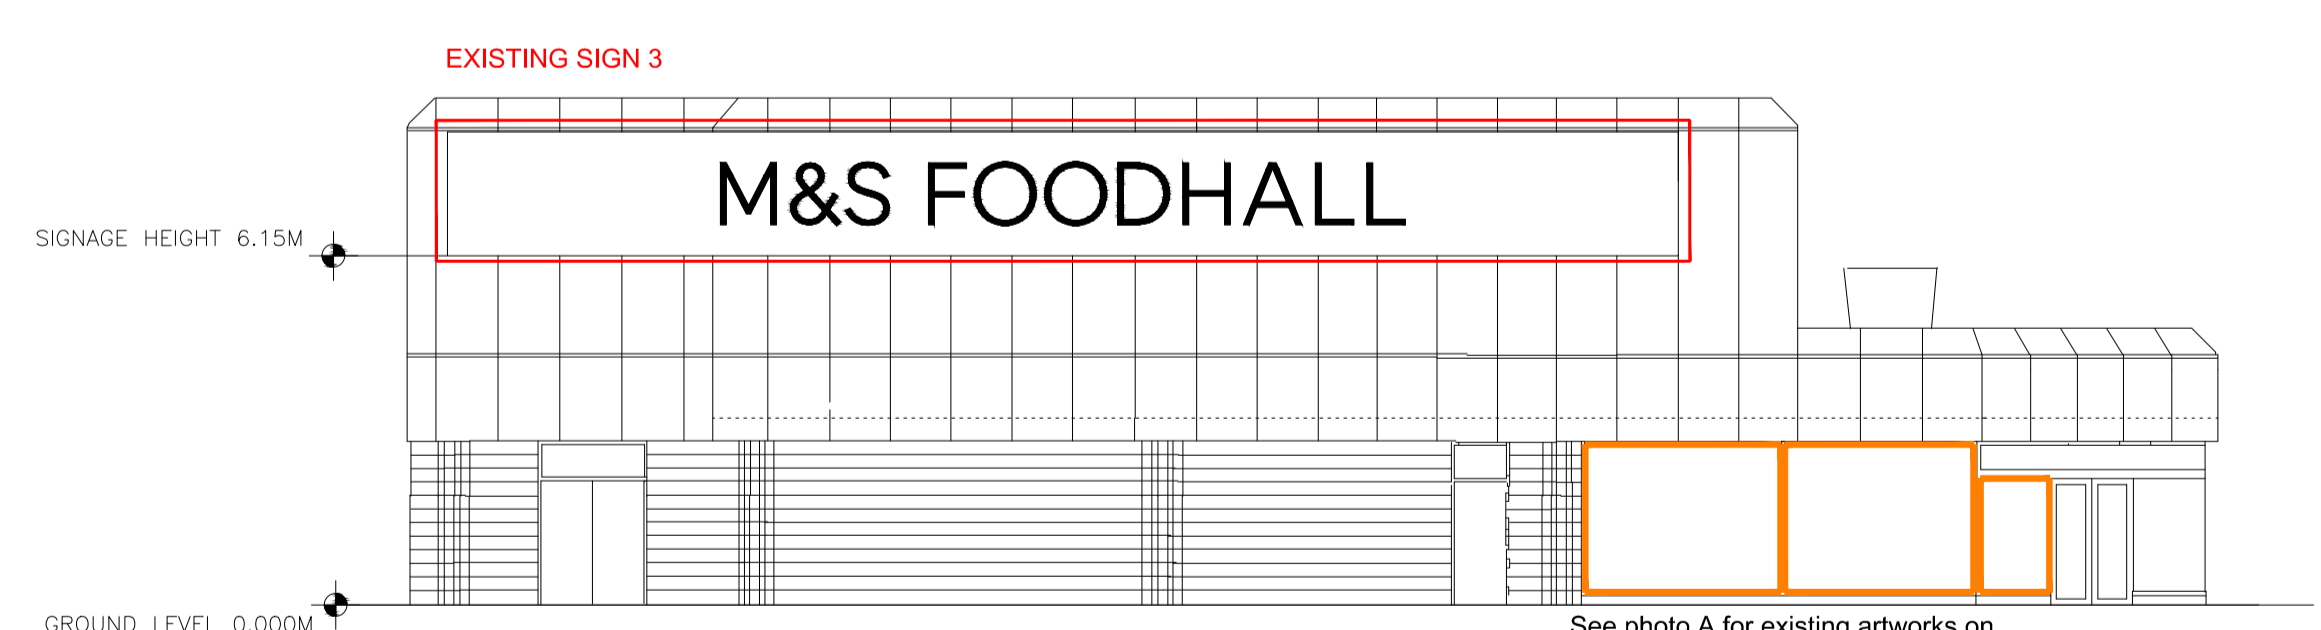 EXISTING SIGN 3
M&S FOODHALL
SIGNAGE HEIGHT 6.15M
GROUND LEVEL 0.000M
See photo A for existing artworks on